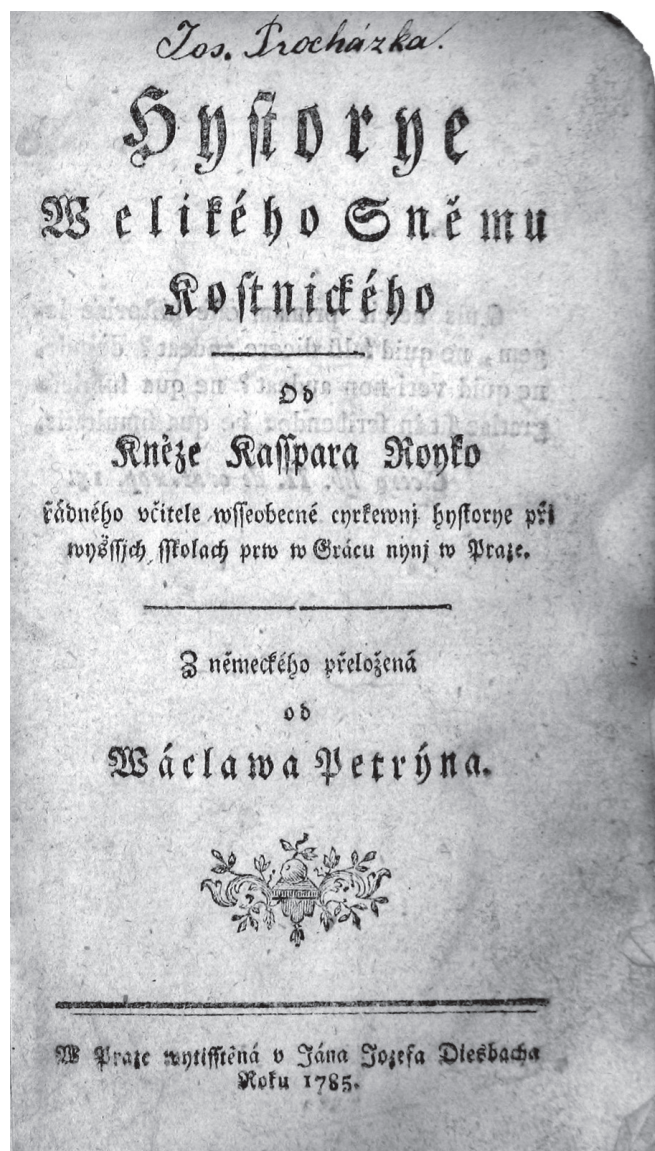 Jos. Procházka.
Hystorye
Welikého Sněmu
Kostnického
Od
Kněze Kasspara Royko
řádného včitele wsseobecné cyrkewnj hystorye při
wyšssjch sskolach prw w Grácu nynj w Praze.
Z německého přeložená
od
Wáclawa Petrýna.
W Praze wytisstěná v Jána Jozefa Diesbacha
Roku 1785.